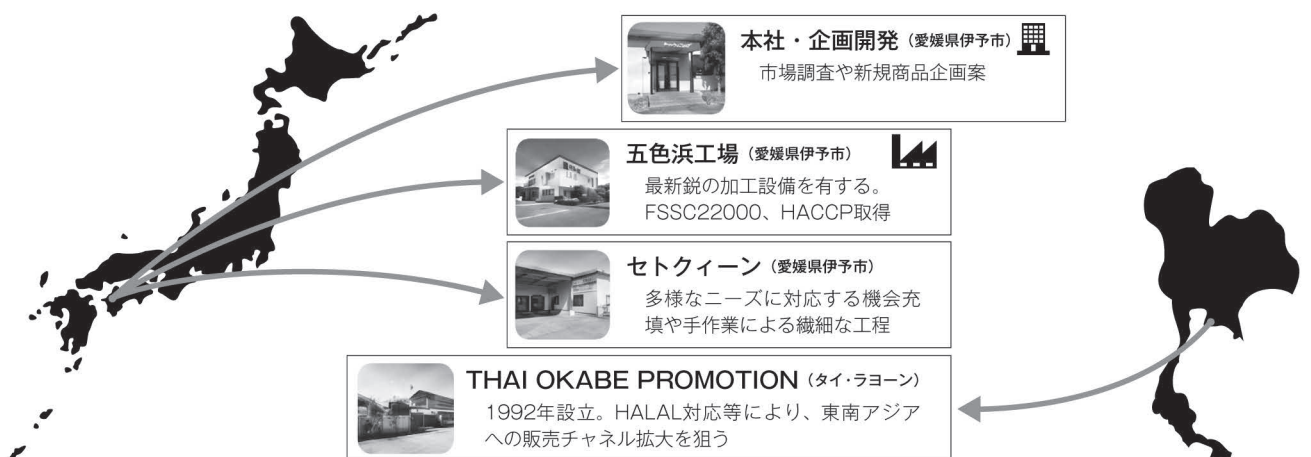 本社・企画開発（愛媛県伊予市）
市場調査や新規商品企画案
五色浜工場（愛媛県伊予市）
最新鋭の加工設備を有する。
FSSC22000、HACCP取得
セトクィーン（愛媛県伊予市）
多様なニーズに対応する機会充
填や手作業による繊細な工程
THAI OKABE PROMOTION（タイ・ラヨーン）
1992年設立。HALAL対応等により、東南アジア
への販売チャネル拡大を狙う